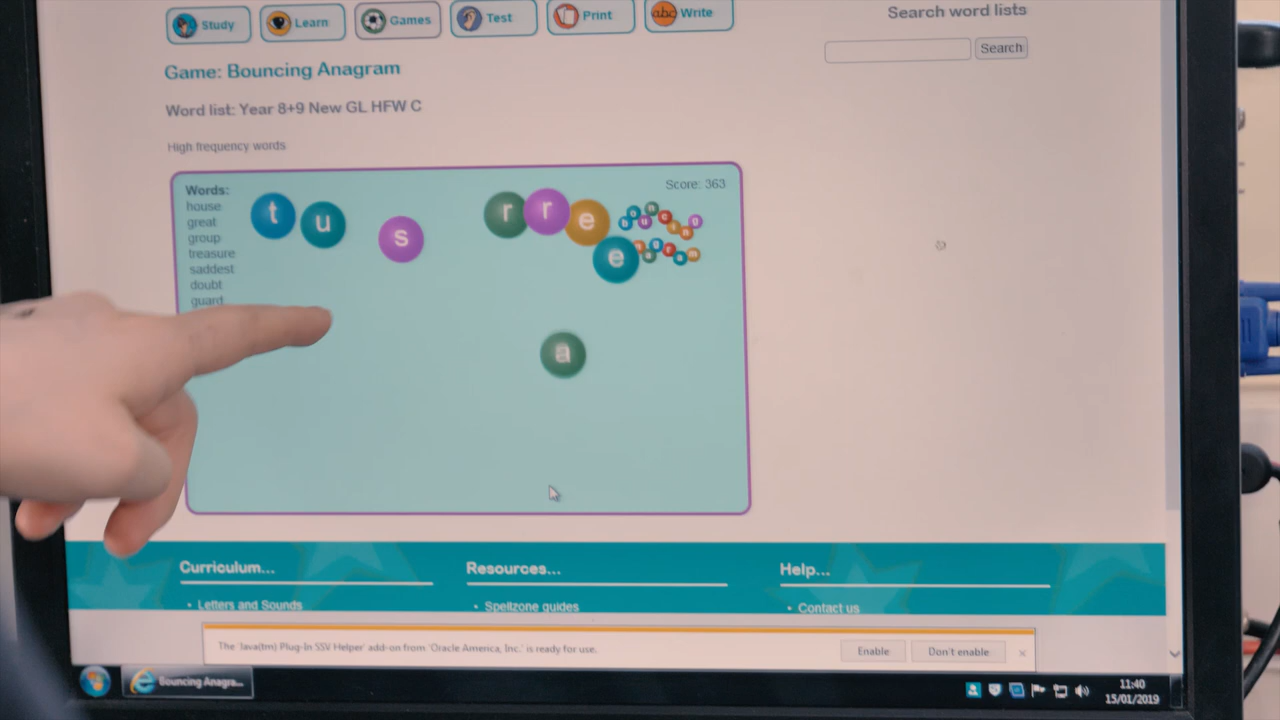 Study
Learn
Games
Test
Print
abc Write
Search word lists
Search
Game: Bouncing Anagram
Word list: Year 8+9 New GL HFW C
High frequency words
Words:
house
great
group
treasure
saddest
doubt
guard
Score: 363
t u s r r e e a
Curriculum...
Resources...
Help...
• Letters and Sounds
• Spellzone guides
• Contact us
The 'Java(tm) Plug-In SSV Helper' add-on from 'Oracle America, Inc.' is ready for use.
Enable
Don't enable
×
Bouncing Anagra...
11:40
15/01/2019